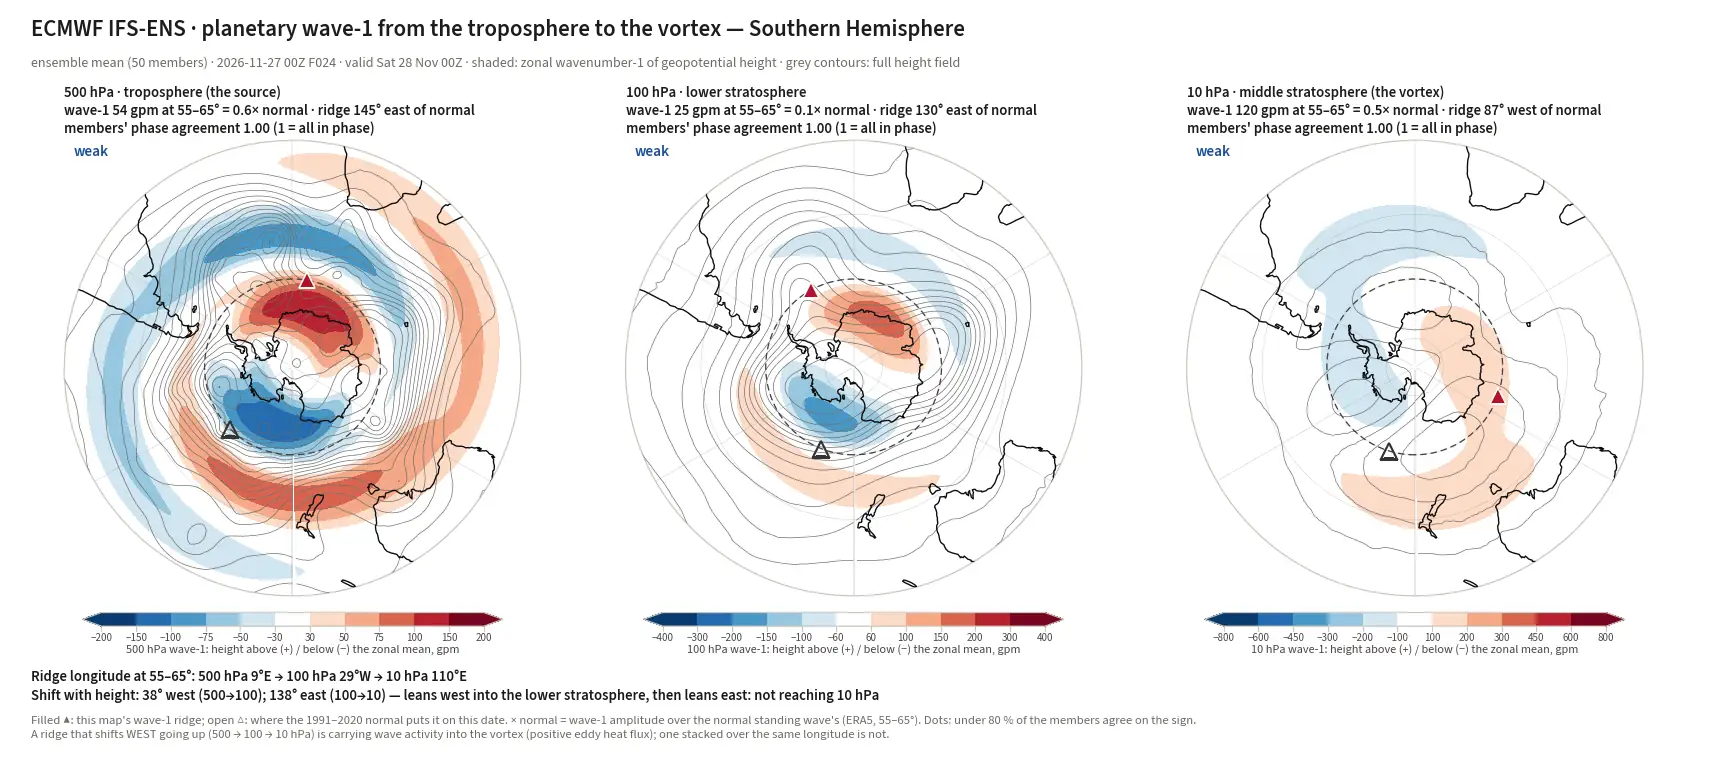 ECMWF IFS-ENS · planetary wave-1 from the troposphere to the vortex — Southern Hemisphere
ensemble mean (50 members) · 2026-11-27 00Z F024 · valid Sat 28 Nov 00Z · shaded: zonal wavenumber-1 of geopotential height · grey contours: full height field
500 hPa · troposphere (the source)
wave-1 54 gpm at 55–65° = 0.6× normal · ridge 145° east of normal
members' phase agreement 1.00 (1 = all in phase)
weak
100 hPa · lower stratosphere
wave-1 25 gpm at 55–65° = 0.1× normal · ridge 130° east of normal
members' phase agreement 1.00 (1 = all in phase)
weak
10 hPa · middle stratosphere (the vortex)
wave-1 120 gpm at 55–65° = 0.5× normal · ridge 87° west of normal
members' phase agreement 1.00 (1 = all in phase)
weak
−200 −150 −100 −75 −50 −30 30 50 75 100 150 200
500 hPa wave-1: height above (+) / below (−) the zonal mean, gpm
−400 −300 −200 −150 −100 −60 60 100 150 200 300 400
100 hPa wave-1: height above (+) / below (−) the zonal mean, gpm
−800 −600 −450 −300 −200 −100 100 200 300 450 600 800
10 hPa wave-1: height above (+) / below (−) the zonal mean, gpm
Ridge longitude at 55–65°: 500 hPa 9°E → 100 hPa 29°W → 10 hPa 110°E
Shift with height: 38° west (500→100); 138° east (100→10) — leans west into the lower stratosphere, then leans east: not reaching 10 hPa
Filled ▲: this map's wave-1 ridge; open △: where the 1991–2020 normal puts it on this date. × normal = wave-1 amplitude over the normal standing wave's (ERA5, 55–65°). Dots: under 80 % of the members agree on the sign.
A ridge that shifts WEST going up (500 → 100 → 10 hPa) is carrying wave activity into the vortex (positive eddy heat flux); one stacked over the same longitude is not.